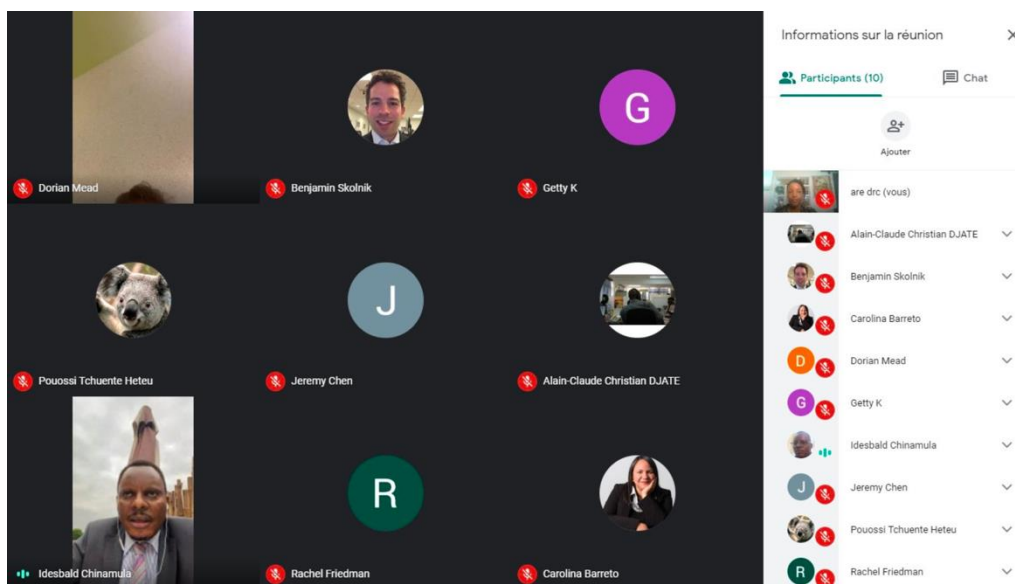 Dorian Mead
Benjamin Skolnik
G
Getty K
Pouossi Tchuente Heteu
J
Jeremy Chen
Alain-Claude Christian DJATE
Idesbald Chinamula
R
Rachel Friedman
Carolina Barreto
Informations sur la réunion
Participants (10)
Chat
Ajouter
are drc (vous)
Alain-Claude Christian DJATE
Benjamin Skolnik
Carolina Barreto
D
Dorian Mead
G
Getty K
Idesbald Chinamula
J
Jeremy Chen
Pouossi Tchuente Heteu
R
Rachel Friedman